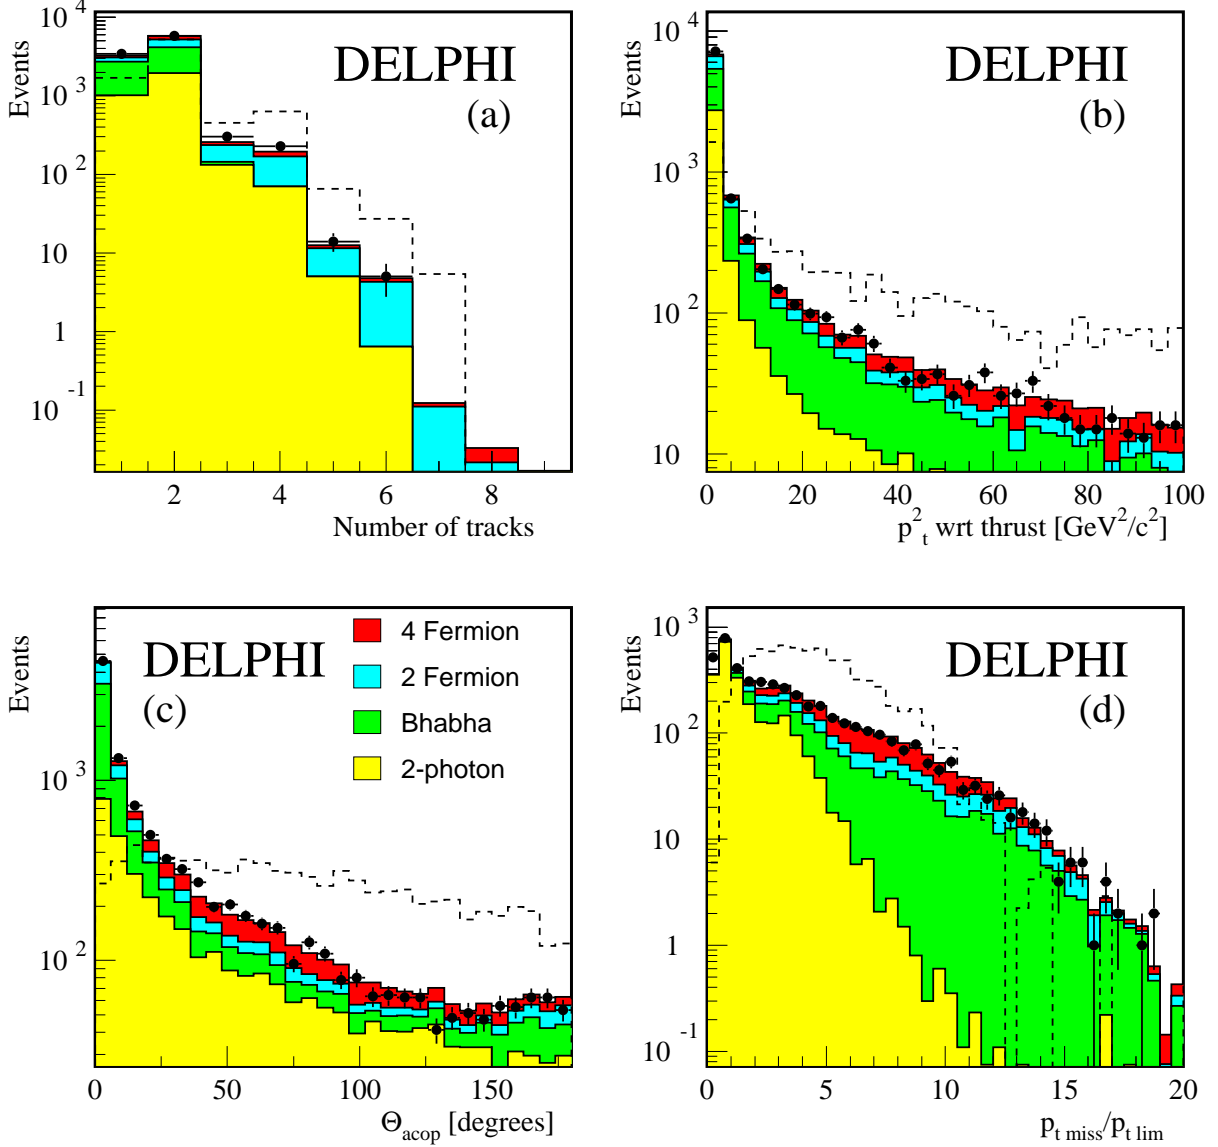 DELPHI
(a)
Events
10^4
10^3
10^2
10
1
10^-1
2 4 6 8
Number of tracks
DELPHI
(b)
Events
10^4
10^3
10^2
10
0 20 40 60 80 100
p_t^2 wrt thrust [GeV^2/c^2]
DELPHI
(c)
4 Fermion
2 Fermion
Bhabha
2-photon
Events
10^3
10^2
0 50 100 150
Θ_acop [degrees]
DELPHI
(d)
Events
10^3
10^2
10
1
10^-1
0 5 10 15 20
p_t miss/p_t lim